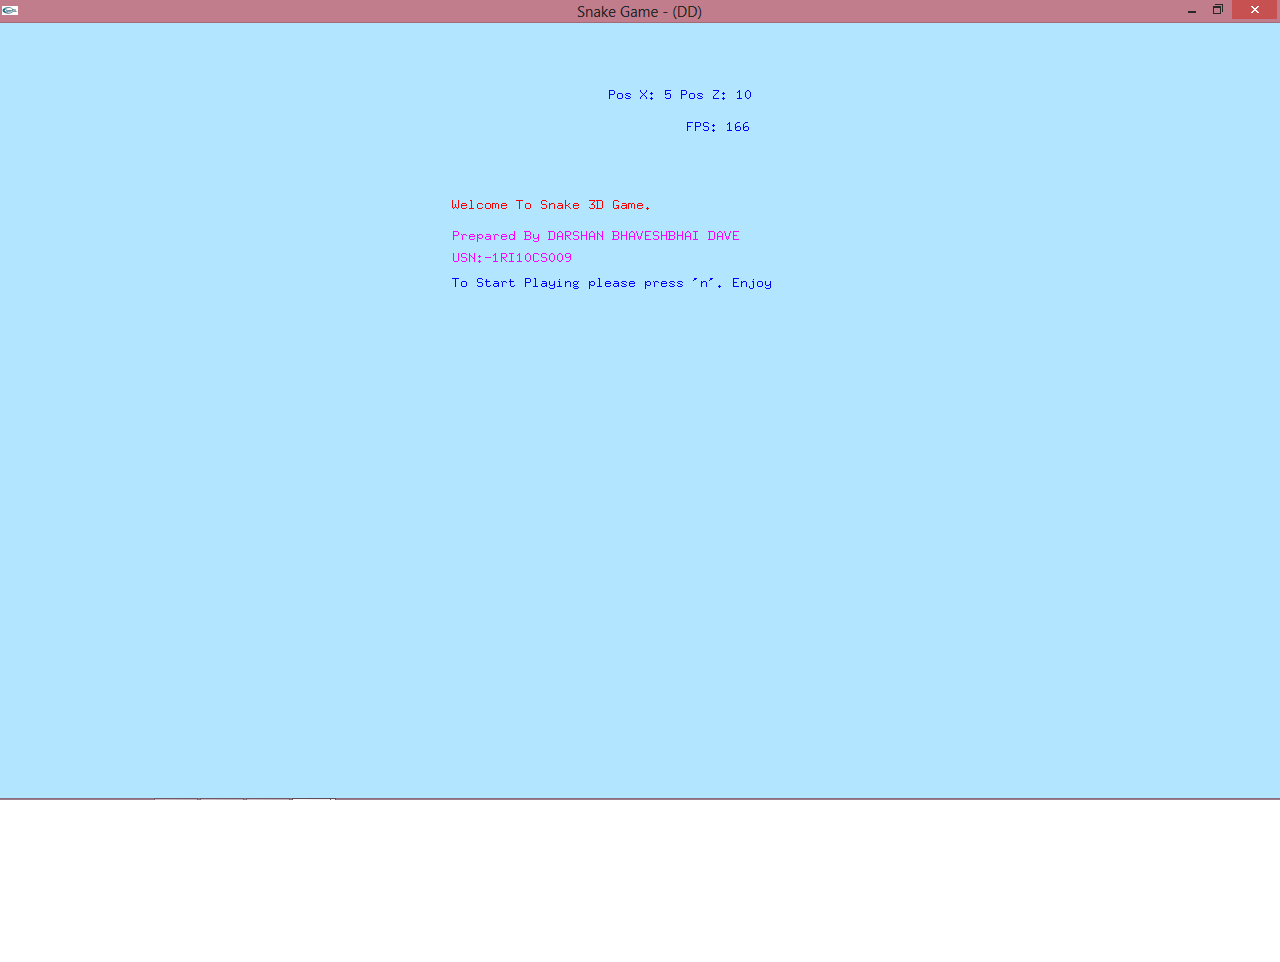 Snake Game - (DD)
Pos X: 5 Pos Z: 10
FPS: 166
Welcome To Snake 3D Game.
Prepared By DARSHAN BHAVESHBHAI DAVE
USN:-1RI10CS009
To Start Playing please press 'n'. Enjoy